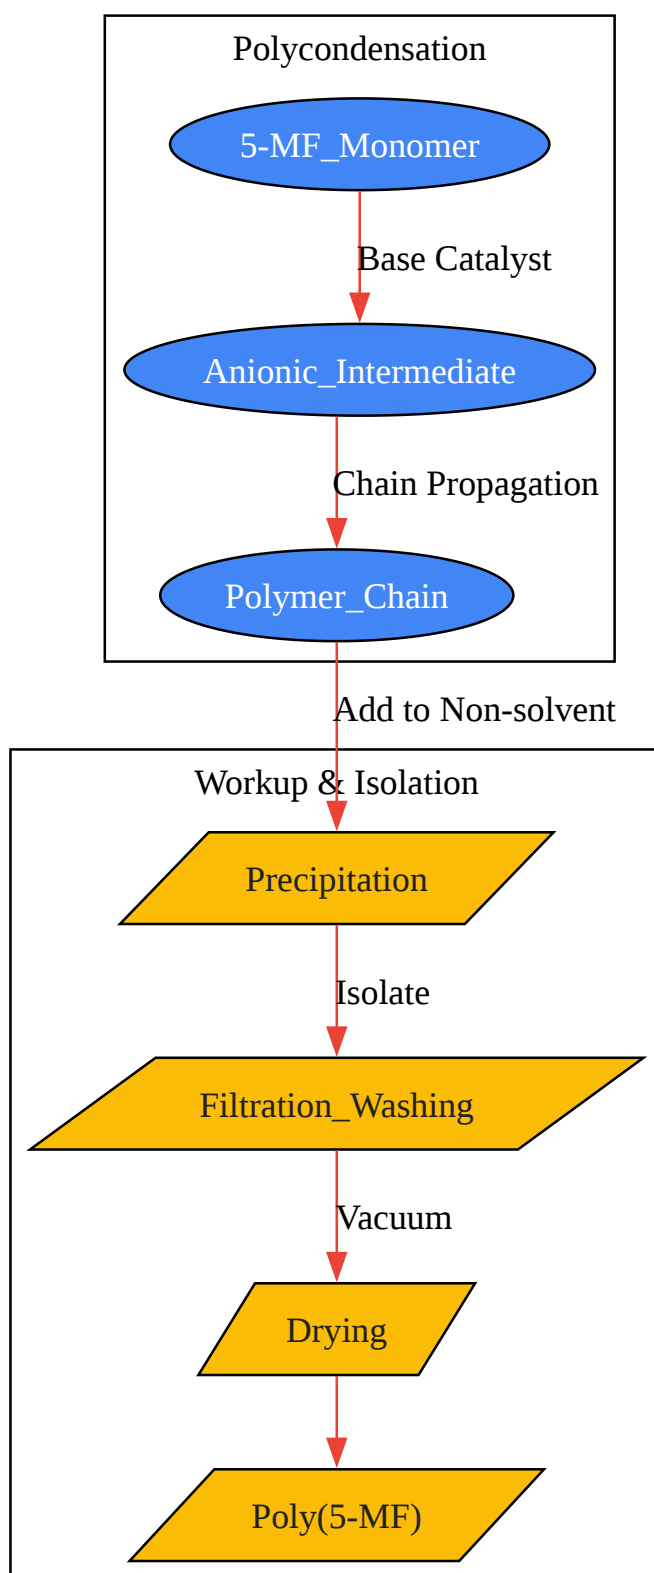 Polycondensation
5-MF_Monomer
Base Catalyst
Anionic_Intermediate
Chain Propagation
Polymer_Chain
Add to Non-solvent
Workup & Isolation
Precipitation
Isolate
Filtration_Washing
Vacuum
Drying
Poly(5-MF)